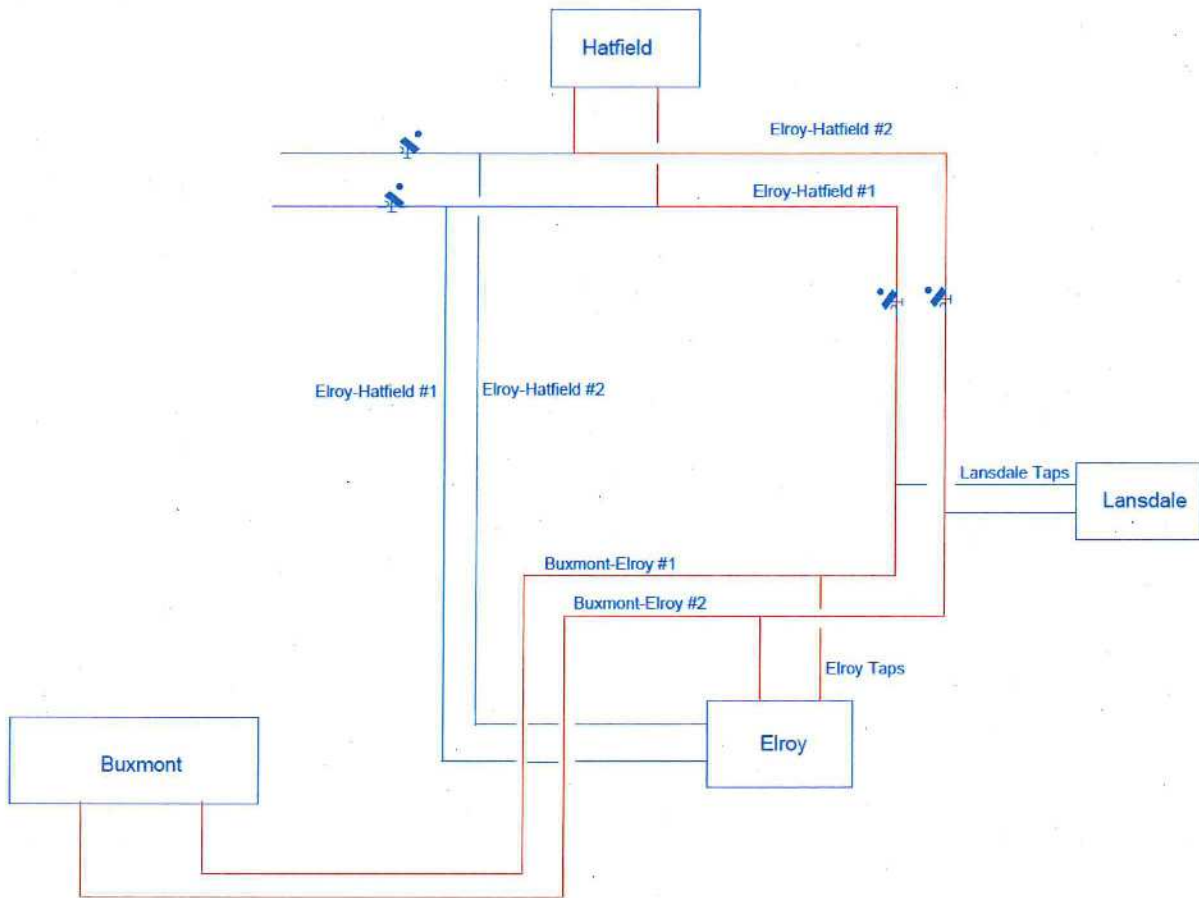 Hatfield
Elroy-Hatfield #2
Elroy-Hatfield #1
Elroy-Hatfield #1
Elroy-Hatfield #2
Lansdale Taps
Lansdale
Buxmont-Elroy #1
Buxmont-Elroy #2
Elroy Taps
Elroy
Buxmont